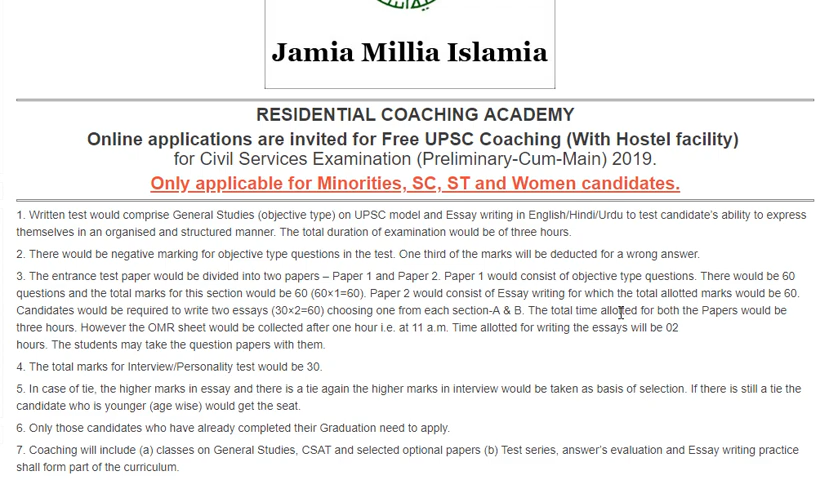 Jamia Millia Islamia
RESIDENTIAL COACHING ACADEMY
Online applications are invited for Free UPSC Coaching (With Hostel facility)
for Civil Services Examination (Preliminary-Cum-Main) 2019.
Only applicable for Minorities, SC, ST and Women candidates.
1. Written test would comprise General Studies (objective type) on UPSC model and Essay writing in English/Hindi/Urdu to test candidate's ability to express
themselves in an organised and structured manner. The total duration of examination would be of three hours.
2. There would be negative marking for objective type questions in the test. One third of the marks will be deducted for a wrong answer.
3. The entrance test paper would be divided into two papers – Paper 1 and Paper 2. Paper 1 would consist of objective type questions. There would be 60
questions and the total marks for this section would be 60 (60×1=60). Paper 2 would consist of Essay writing for which the total allotted marks would be 60.
Candidates would be required to write two essays (30×2=60) choosing one from each section-A & B. The total time allotted for both the Papers would be
three hours. However the OMR sheet would be collected after one hour i.e. at 11 a.m. Time allotted for writing the essays will be 02
hours. The students may take the question papers with them.
4. The total marks for Interview/Personality test would be 30.
5. In case of tie, the higher marks in essay and there is a tie again the higher marks in interview would be taken as basis of selection. If there is still a tie the
candidate who is younger (age wise) would get the seat.
6. Only those candidates who have already completed their Graduation need to apply.
7. Coaching will include (a) classes on General Studies, CSAT and selected optional papers (b) Test series, answer's evaluation and Essay writing practice
shall form part of the curriculum.